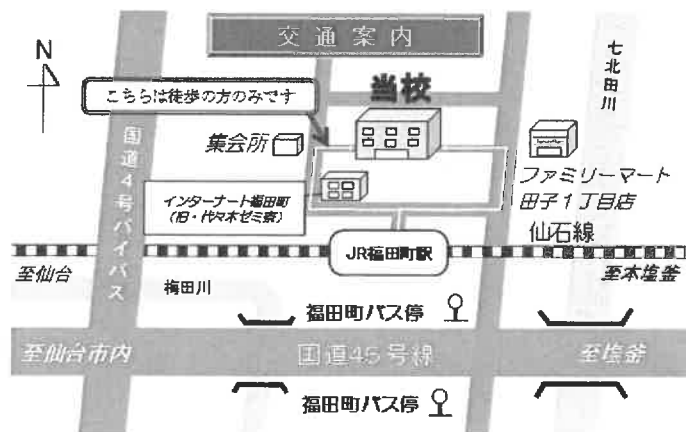 交通案内
N
七北田川
こちらは徒歩の方のみです
当校
集会所
国道4号バイパス
インターナート福田町
(旧・代々木ゼミ寮)
ファミリーマート
田子1丁目店
仙石線
JR福田町駅
至仙台
至本塩釜
梅田川
福田町バス停
至仙台市内
国道45号線
至塩釜
福田町バス停